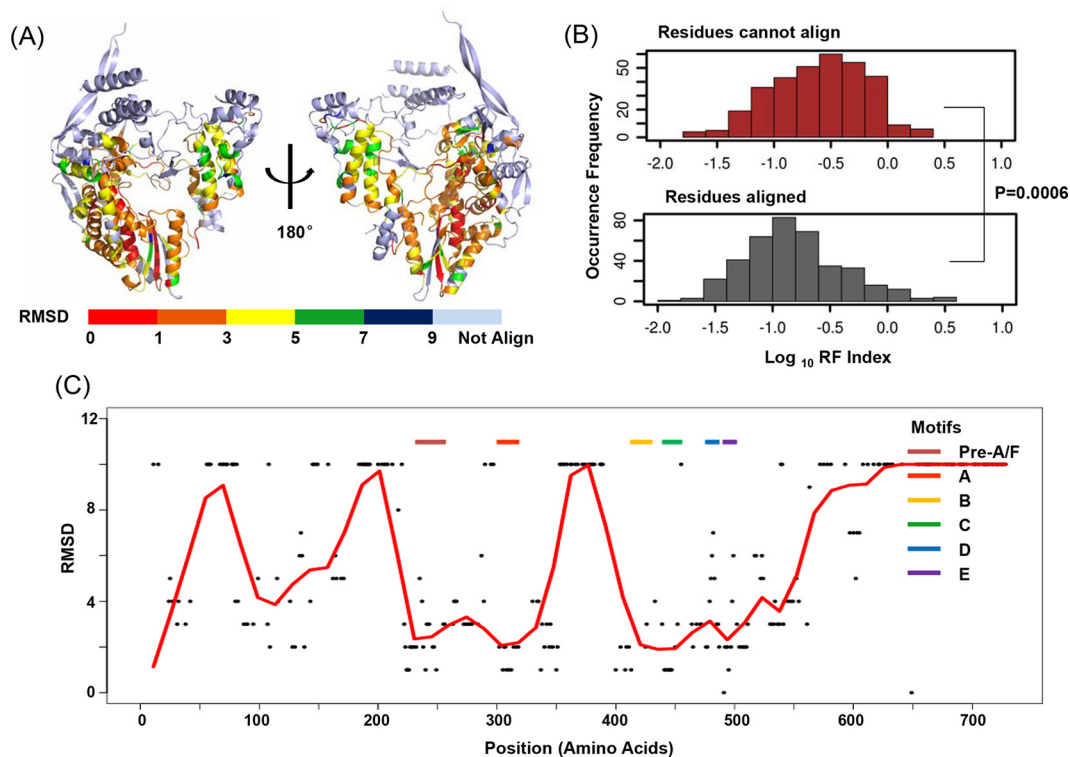 (A)
180°
RMSD
0 1 3 5 7 9 Not Align
(B)
Residues cannot align
0 20 50
-2.0 -1.5 -1.0 -0.5 0.0 0.5 1.0
P=0.0006
Residues aligned
0 40 80
-2.0 -1.5 -1.0 -0.5 0.0 0.5 1.0
Occurrence Frequency
Log 10 RF Index
(C)
12
8
4
0
RMSD
Motifs
Pre-A/F
A
B
C
D
E
0 100 200 300 400 500 600 700
Position (Amino Acids)